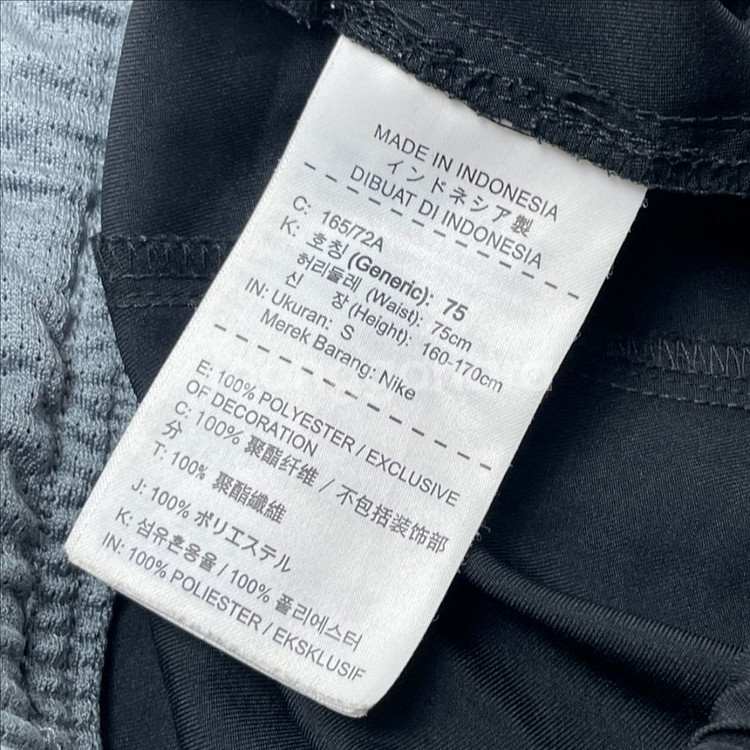 MADE IN INDONESIA
インドネシア製
DIBUAT DI INDONESIA
C: 165/72A
K: 호칭 (Generic): 75
허리둘레 (Waist): 75cm
신 장 (Height): 160-170cm
IN: Ukuran: S
Merek Barang: Nike
E: 100% POLYESTER / EXCLUSIVE
OF DECORATION
C: 100% 聚酯纤维 / 不包括装饰部
分
T: 100% 聚酯纖維
J: 100% ポリエステル
K: 섬유혼용율 / 100% 폴리에스터
IN: 100% POLIESTER / EKSKLUSIF